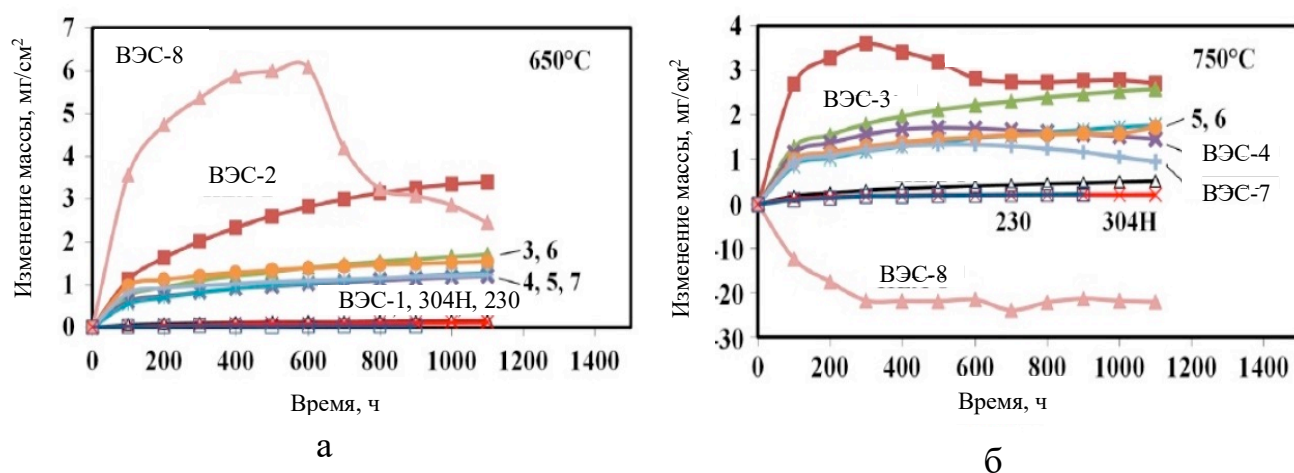 Изменение массы, мг/см²
7
6
5
4
3
2
1
0
ВЭС-8
650°C
ВЭС-2
3, 6
4, 5, 7
ВЭС-1, 304H, 230
0 200 400 600 800 1000 1200 1400
Время, ч
а
Изменение массы, мг/см²
4
3
2
1
0
-10
-20
-30
750°C
ВЭС-3
5, 6
ВЭС-4
ВЭС-7
230 304H
ВЭС-8
0 200 400 600 800 1000 1200 1400
Время, ч
б